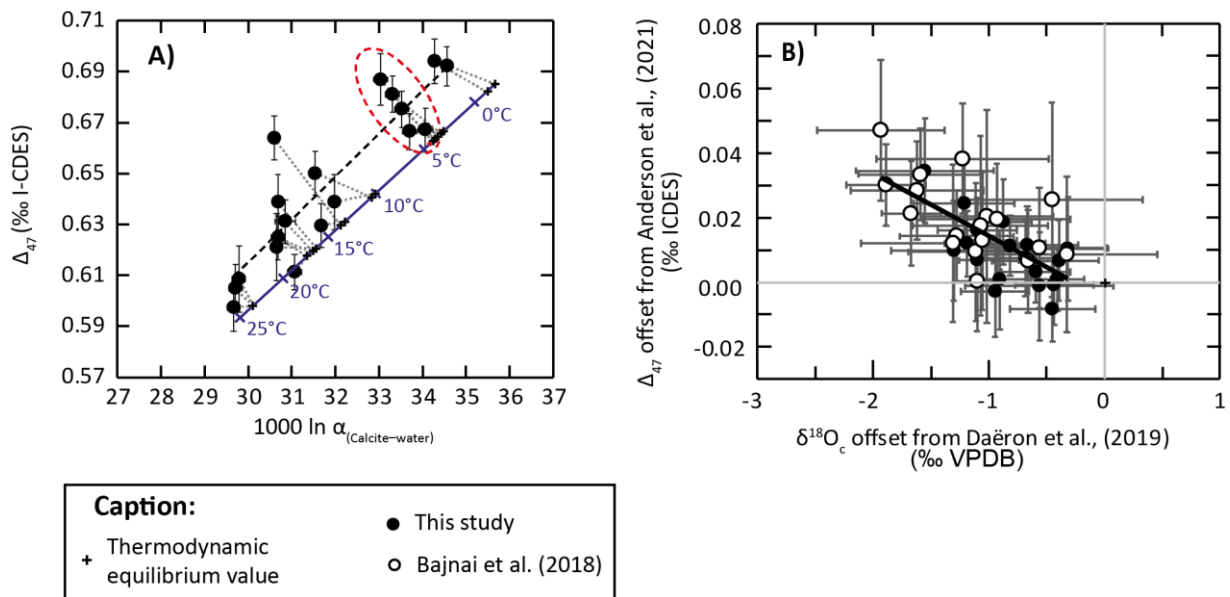 A)
Δ47 (‰ I-CDES)
0.71
0.69
0.67
0.65
0.63
0.61
0.59
0.57
0°C
5°C
10°C
15°C
20°C
25°C
27 28 29 30 31 32 33 34 35 36 37
1000 ln α(Calcite−water)
B)
Δ47 offset from Anderson et al., (2021)
(‰ ICDES)
0.08
0.06
0.04
0.02
0.00
-0.02
-3 -2 -1 0 1
δ18Oc offset from Daëron et al., (2019)
(‰ VPDB)
Caption:
+ Thermodynamic
equilibrium value
This study
Bajnai et al. (2018)